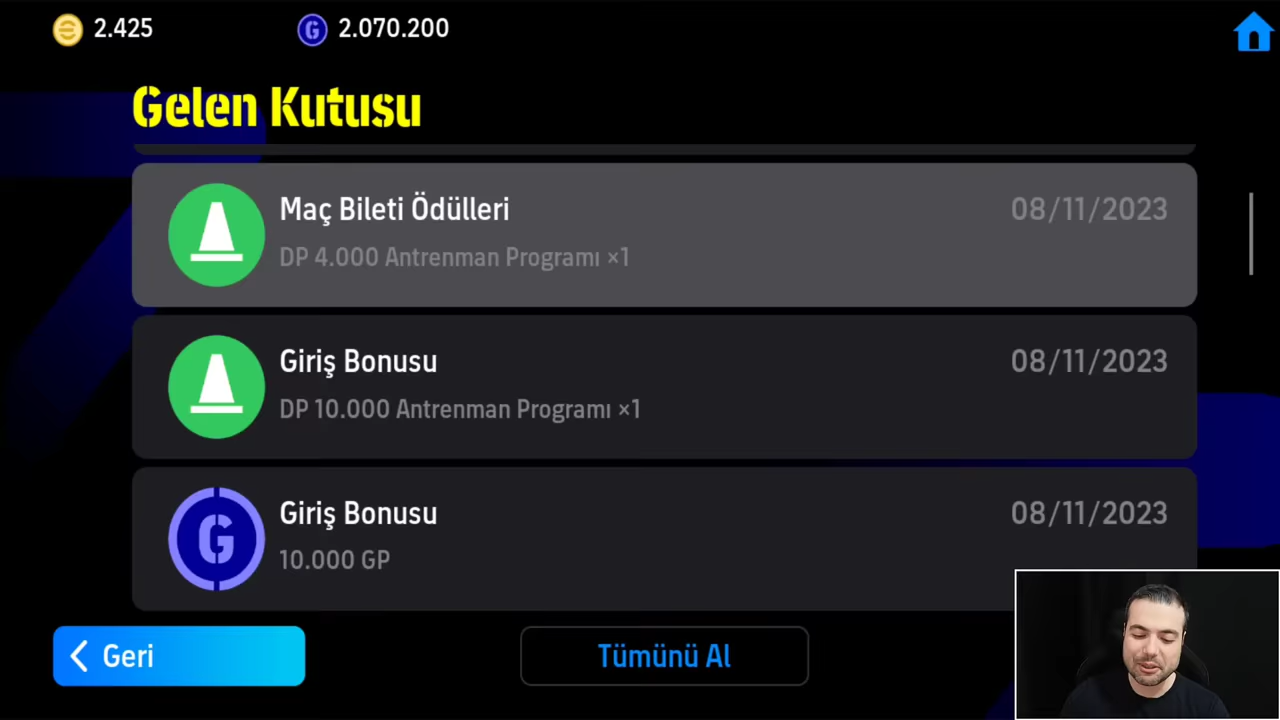 2.425
2.070.200
Gelen Kutusu
Maç Bileti Ödülleri
08/11/2023
DP 4.000 Antrenman Programı ×1
Giriş Bonusu
08/11/2023
DP 10.000 Antrenman Programı ×1
G
Giriş Bonusu
08/11/2023
10.000 GP
Geri
Tümünü Al